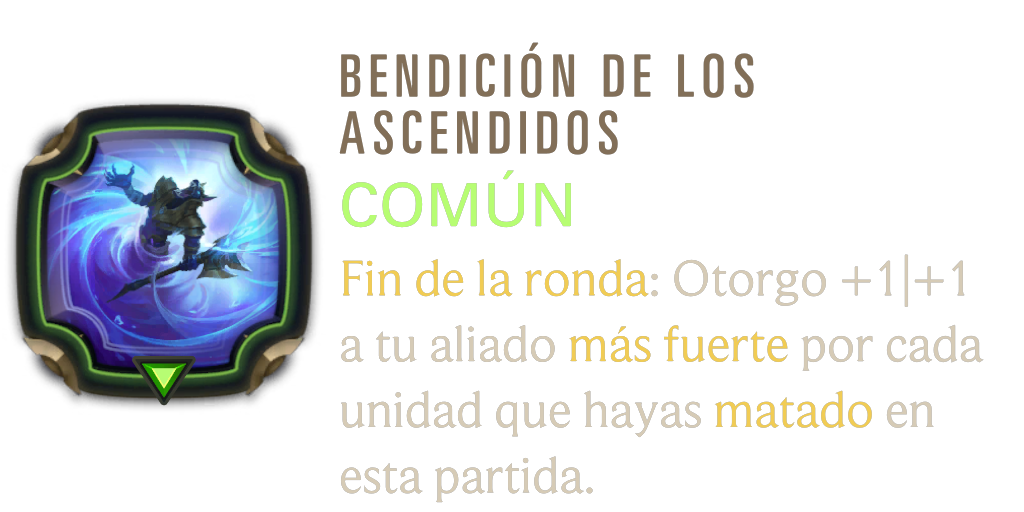 BENDICIÓN DE LOS
ASCENDIDOS
COMÚN
Fin de la ronda: Otorgo +1|+1
a tu aliado más fuerte por cada
unidad que hayas matado en
esta partida.